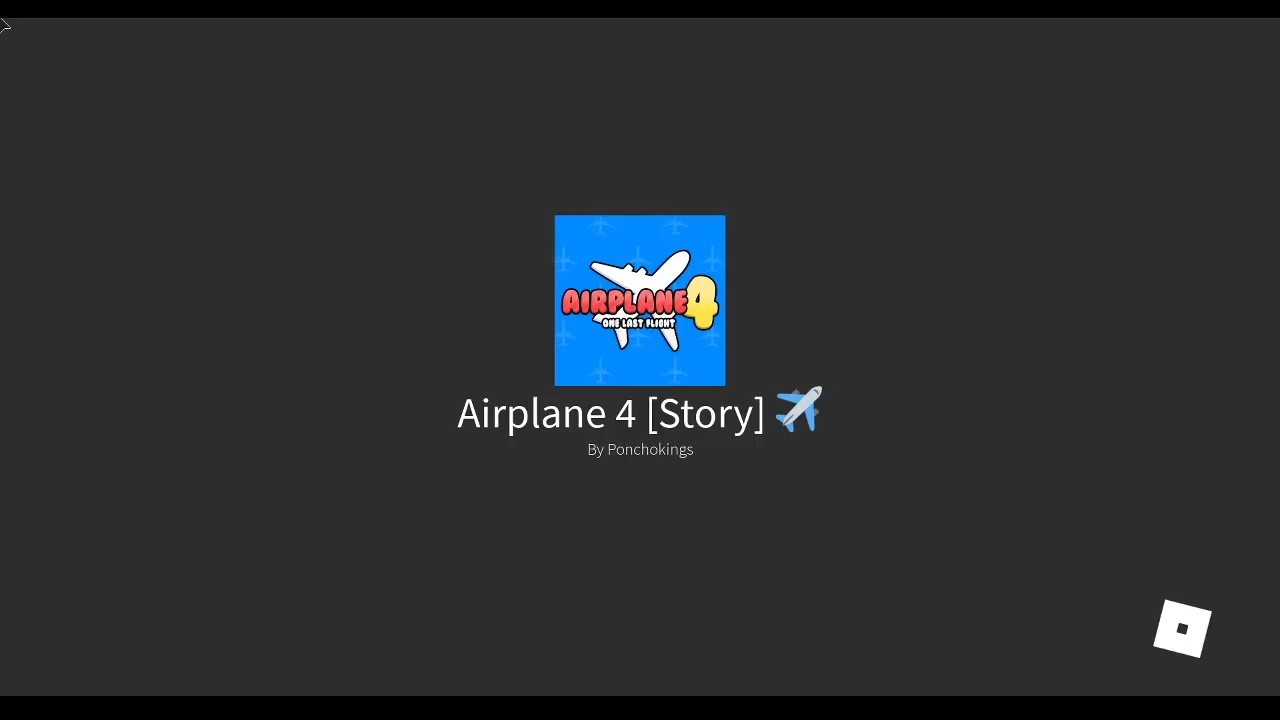 AIRPLANE 4
ONE LAST FLIGHT
Airplane 4 [Story] ✈️
By Ponchokings